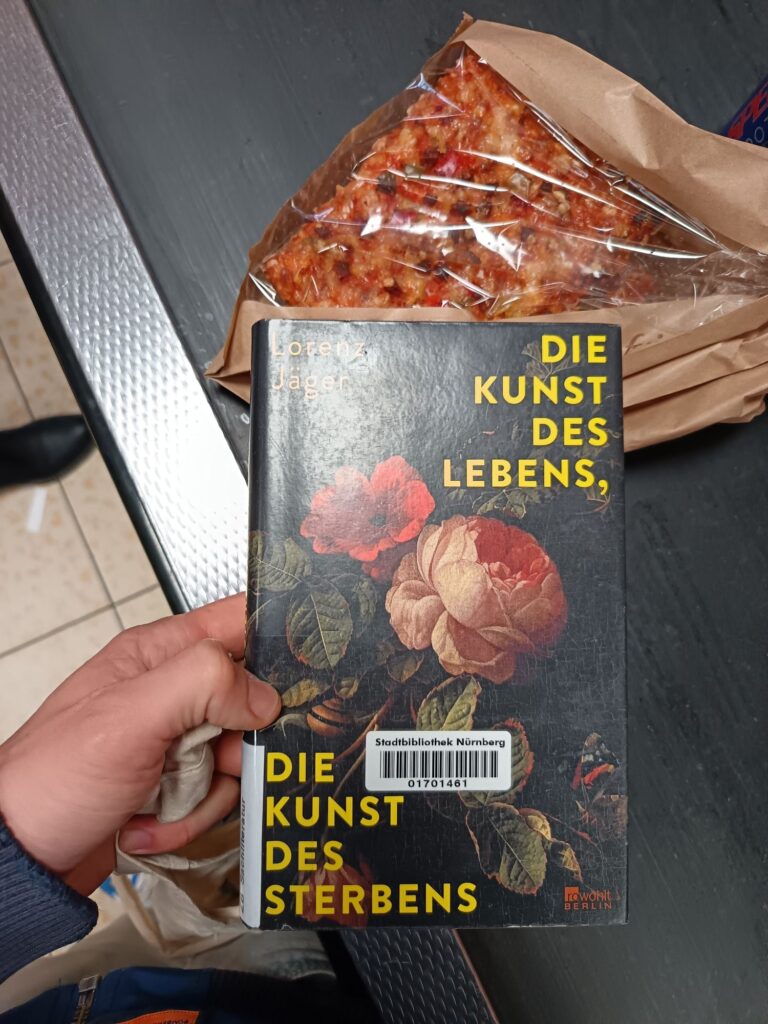 Lorenz
Jäger
DIE
KUNST
DES
LEBENS,
Stadtbibliothek Nürnberg
01701461
DIE
KUNST
DES
STERBENS
rowohlt
BERLIN